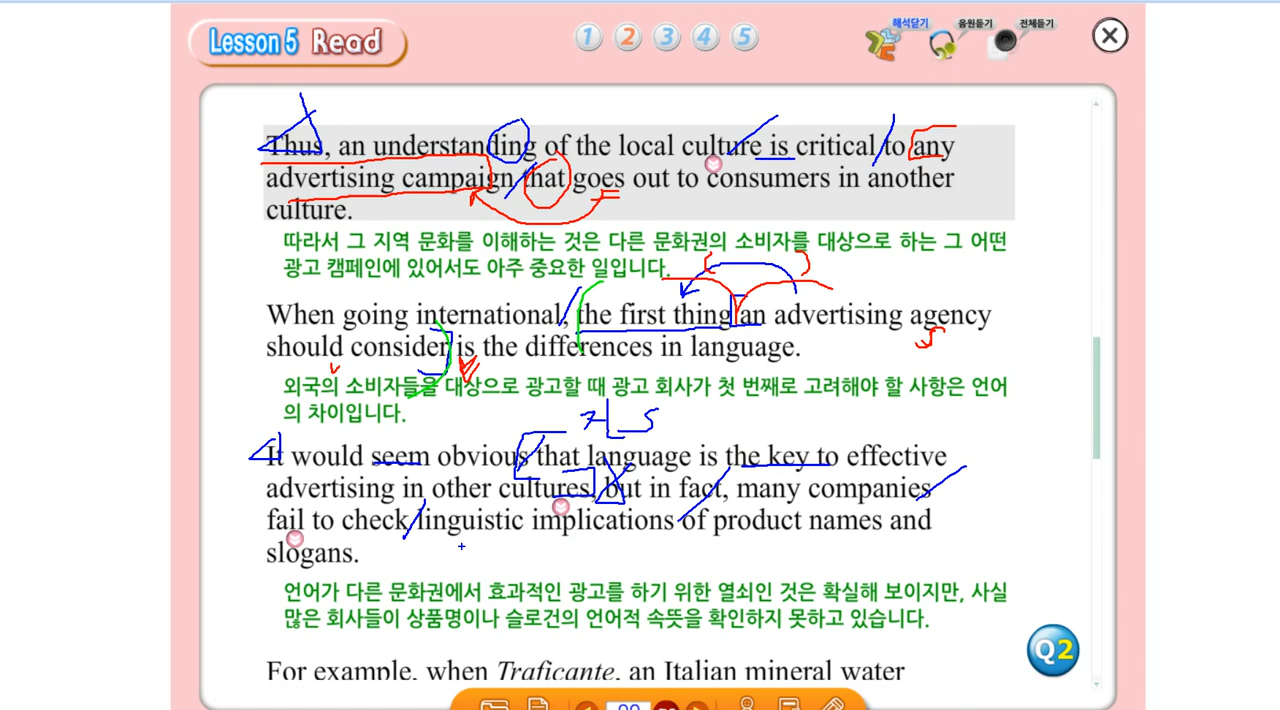 해석닫기 음원듣기 전체듣기
Lesson 5 Read 1 2 3 4 5
Thus, an understanding of the local culture is critical to any
advertising campaign that goes out to consumers in another
culture.
따라서 그 지역 문화를 이해하는 것은 다른 문화권의 소비자를 대상으로 하는 그 어떤
광고 캠페인에 있어서도 아주 중요한 일입니다.
When going international, the first thing an advertising agency
should consider is the differences in language.
외국의 소비자들을 대상으로 광고할 때 광고 회사가 첫 번째로 고려해야 할 사항은 언어
의 차이입니다.
It would seem obvious that language is the key to effective
advertising in other cultures, but in fact, many companies
fail to check linguistic implications of product names and
slogans.
언어가 다른 문화권에서 효과적인 광고를 하기 위한 열쇠인 것은 확실해 보이지만, 사실
많은 회사들이 상품명이나 슬로건의 언어적 속뜻을 확인하지 못하고 있습니다.
Q2
For example, when Traficante, an Italian mineral water